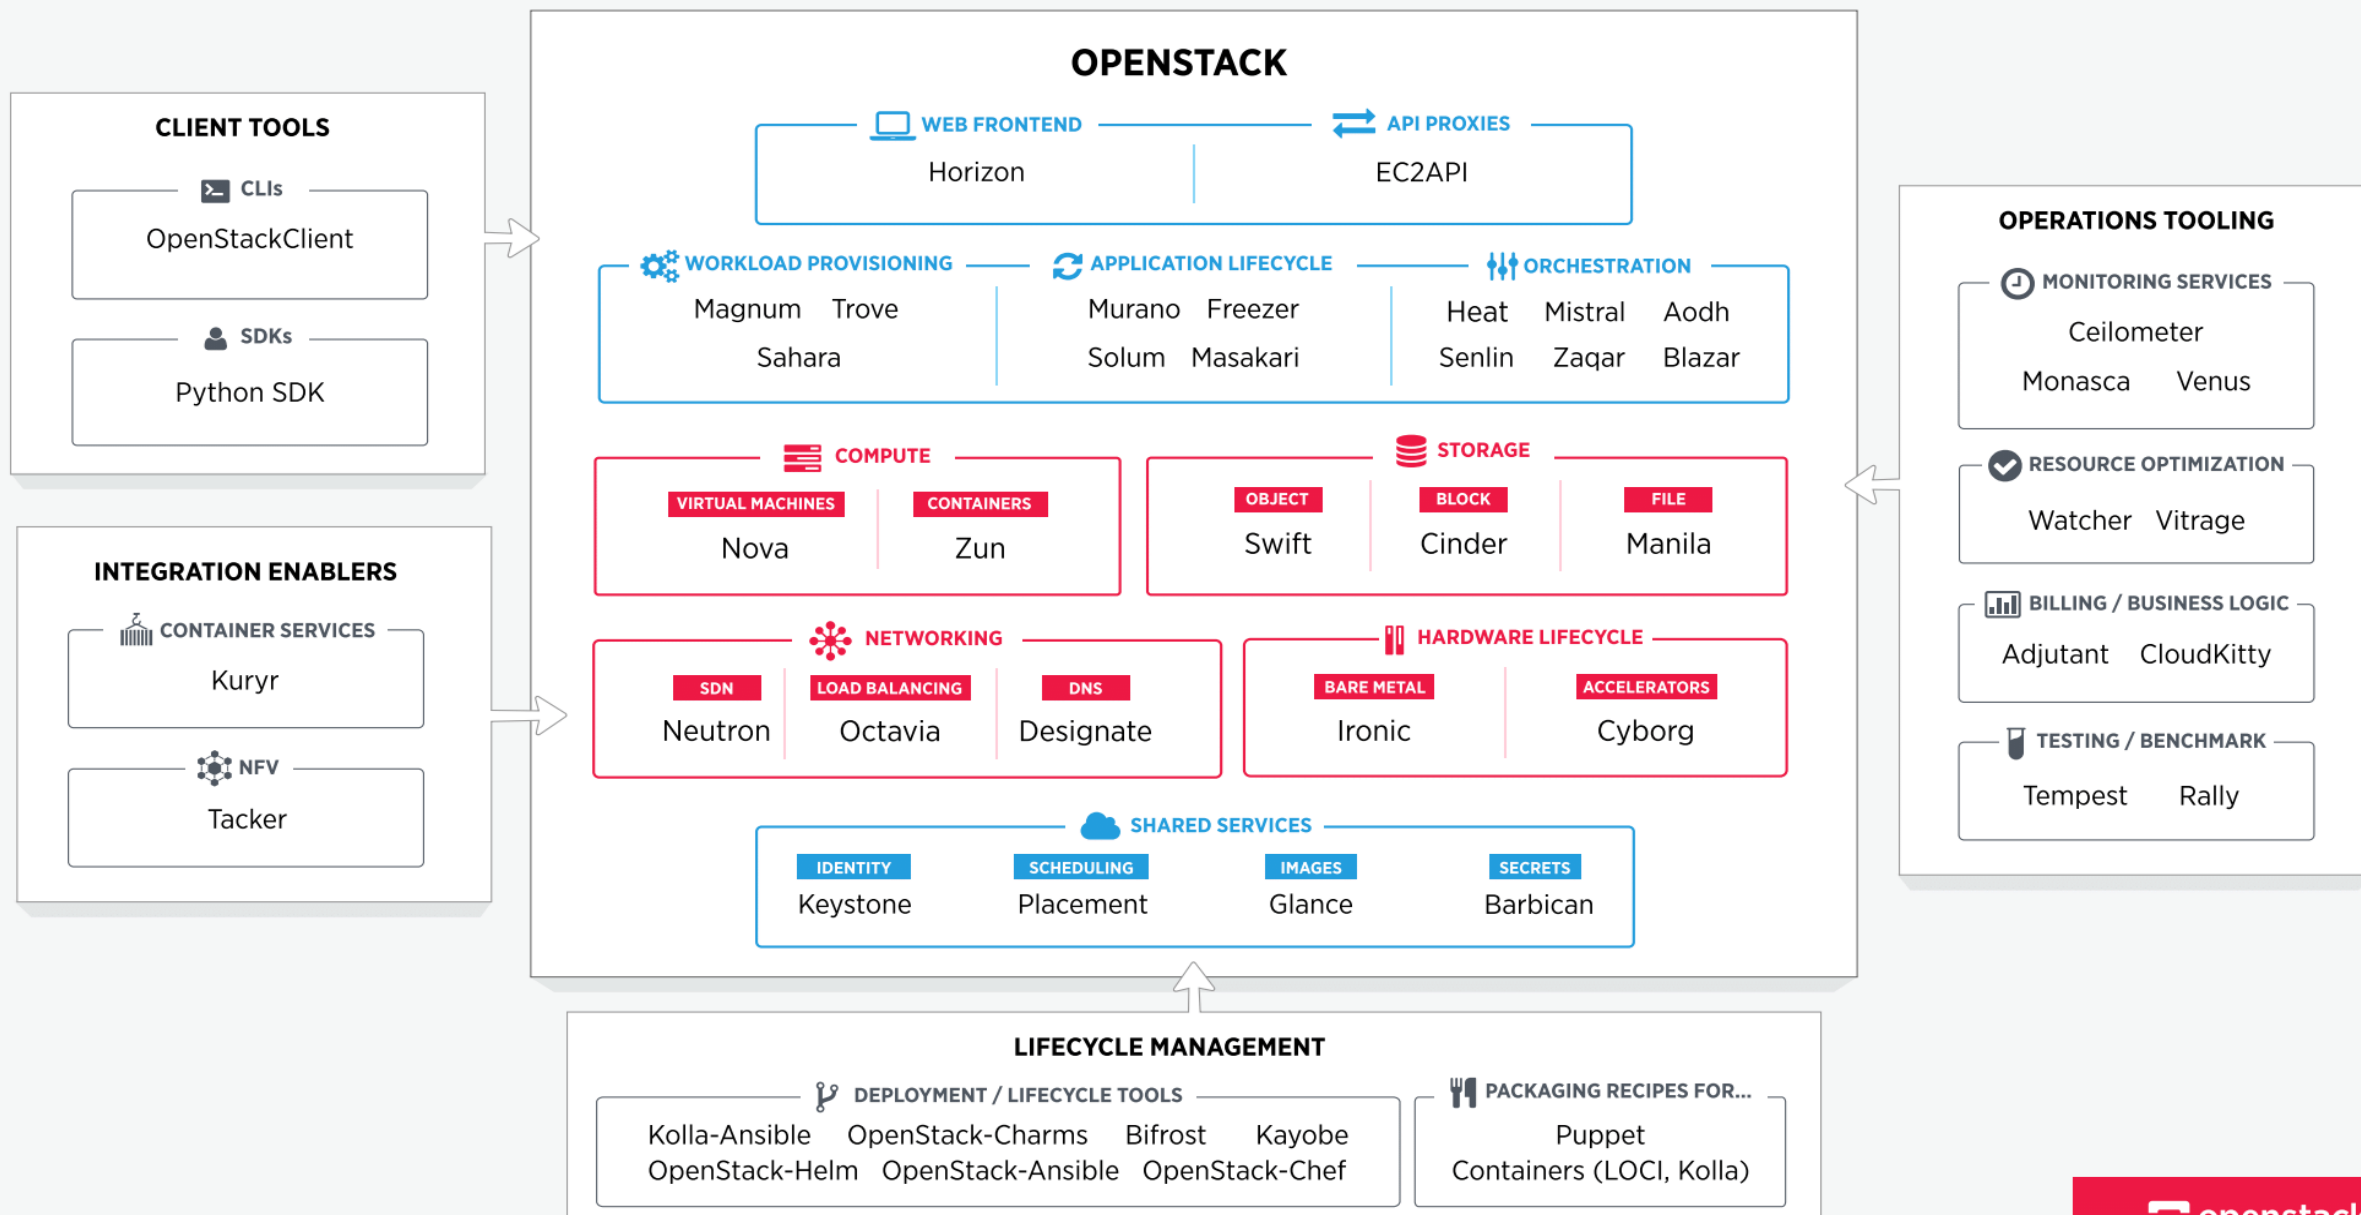 OPENSTACK
WEB FRONTEND
API PROXIES
Horizon
EC2API
WORKLOAD PROVISIONING
APPLICATION LIFECYCLE
ORCHESTRATION
Magnum Trove
Sahara
Murano Freezer
Solum Masakari
Heat Mistral Aodh
Senlin Zaqar Blazar
COMPUTE
VIRTUAL MACHINES
CONTAINERS
Nova
Zun
STORAGE
OBJECT
BLOCK
FILE
Swift
Cinder
Manila
NETWORKING
SDN
LOAD BALANCING
DNS
Neutron
Octavia
Designate
HARDWARE LIFECYCLE
BARE METAL
ACCELERATORS
Ironic
Cyborg
SHARED SERVICES
IDENTITY
SCHEDULING
IMAGES
SECRETS
Keystone
Placement
Glance
Barbican
CLIENT TOOLS
CLIs
OpenStackClient
SDKs
Python SDK
INTEGRATION ENABLERS
CONTAINER SERVICES
Kuryr
NFV
Tacker
OPERATIONS TOOLING
MONITORING SERVICES
Ceilometer
Monasca Venus
RESOURCE OPTIMIZATION
Watcher Vitrage
BILLING / BUSINESS LOGIC
Adjutant CloudKitty
TESTING / BENCHMARK
Tempest Rally
LIFECYCLE MANAGEMENT
DEPLOYMENT / LIFECYCLE TOOLS
Kolla-Ansible OpenStack-Charms Bifrost Kayobe
OpenStack-Helm OpenStack-Ansible OpenStack-Chef
PACKAGING RECIPES FOR...
Puppet
Containers (LOCI, Kolla)
openstack